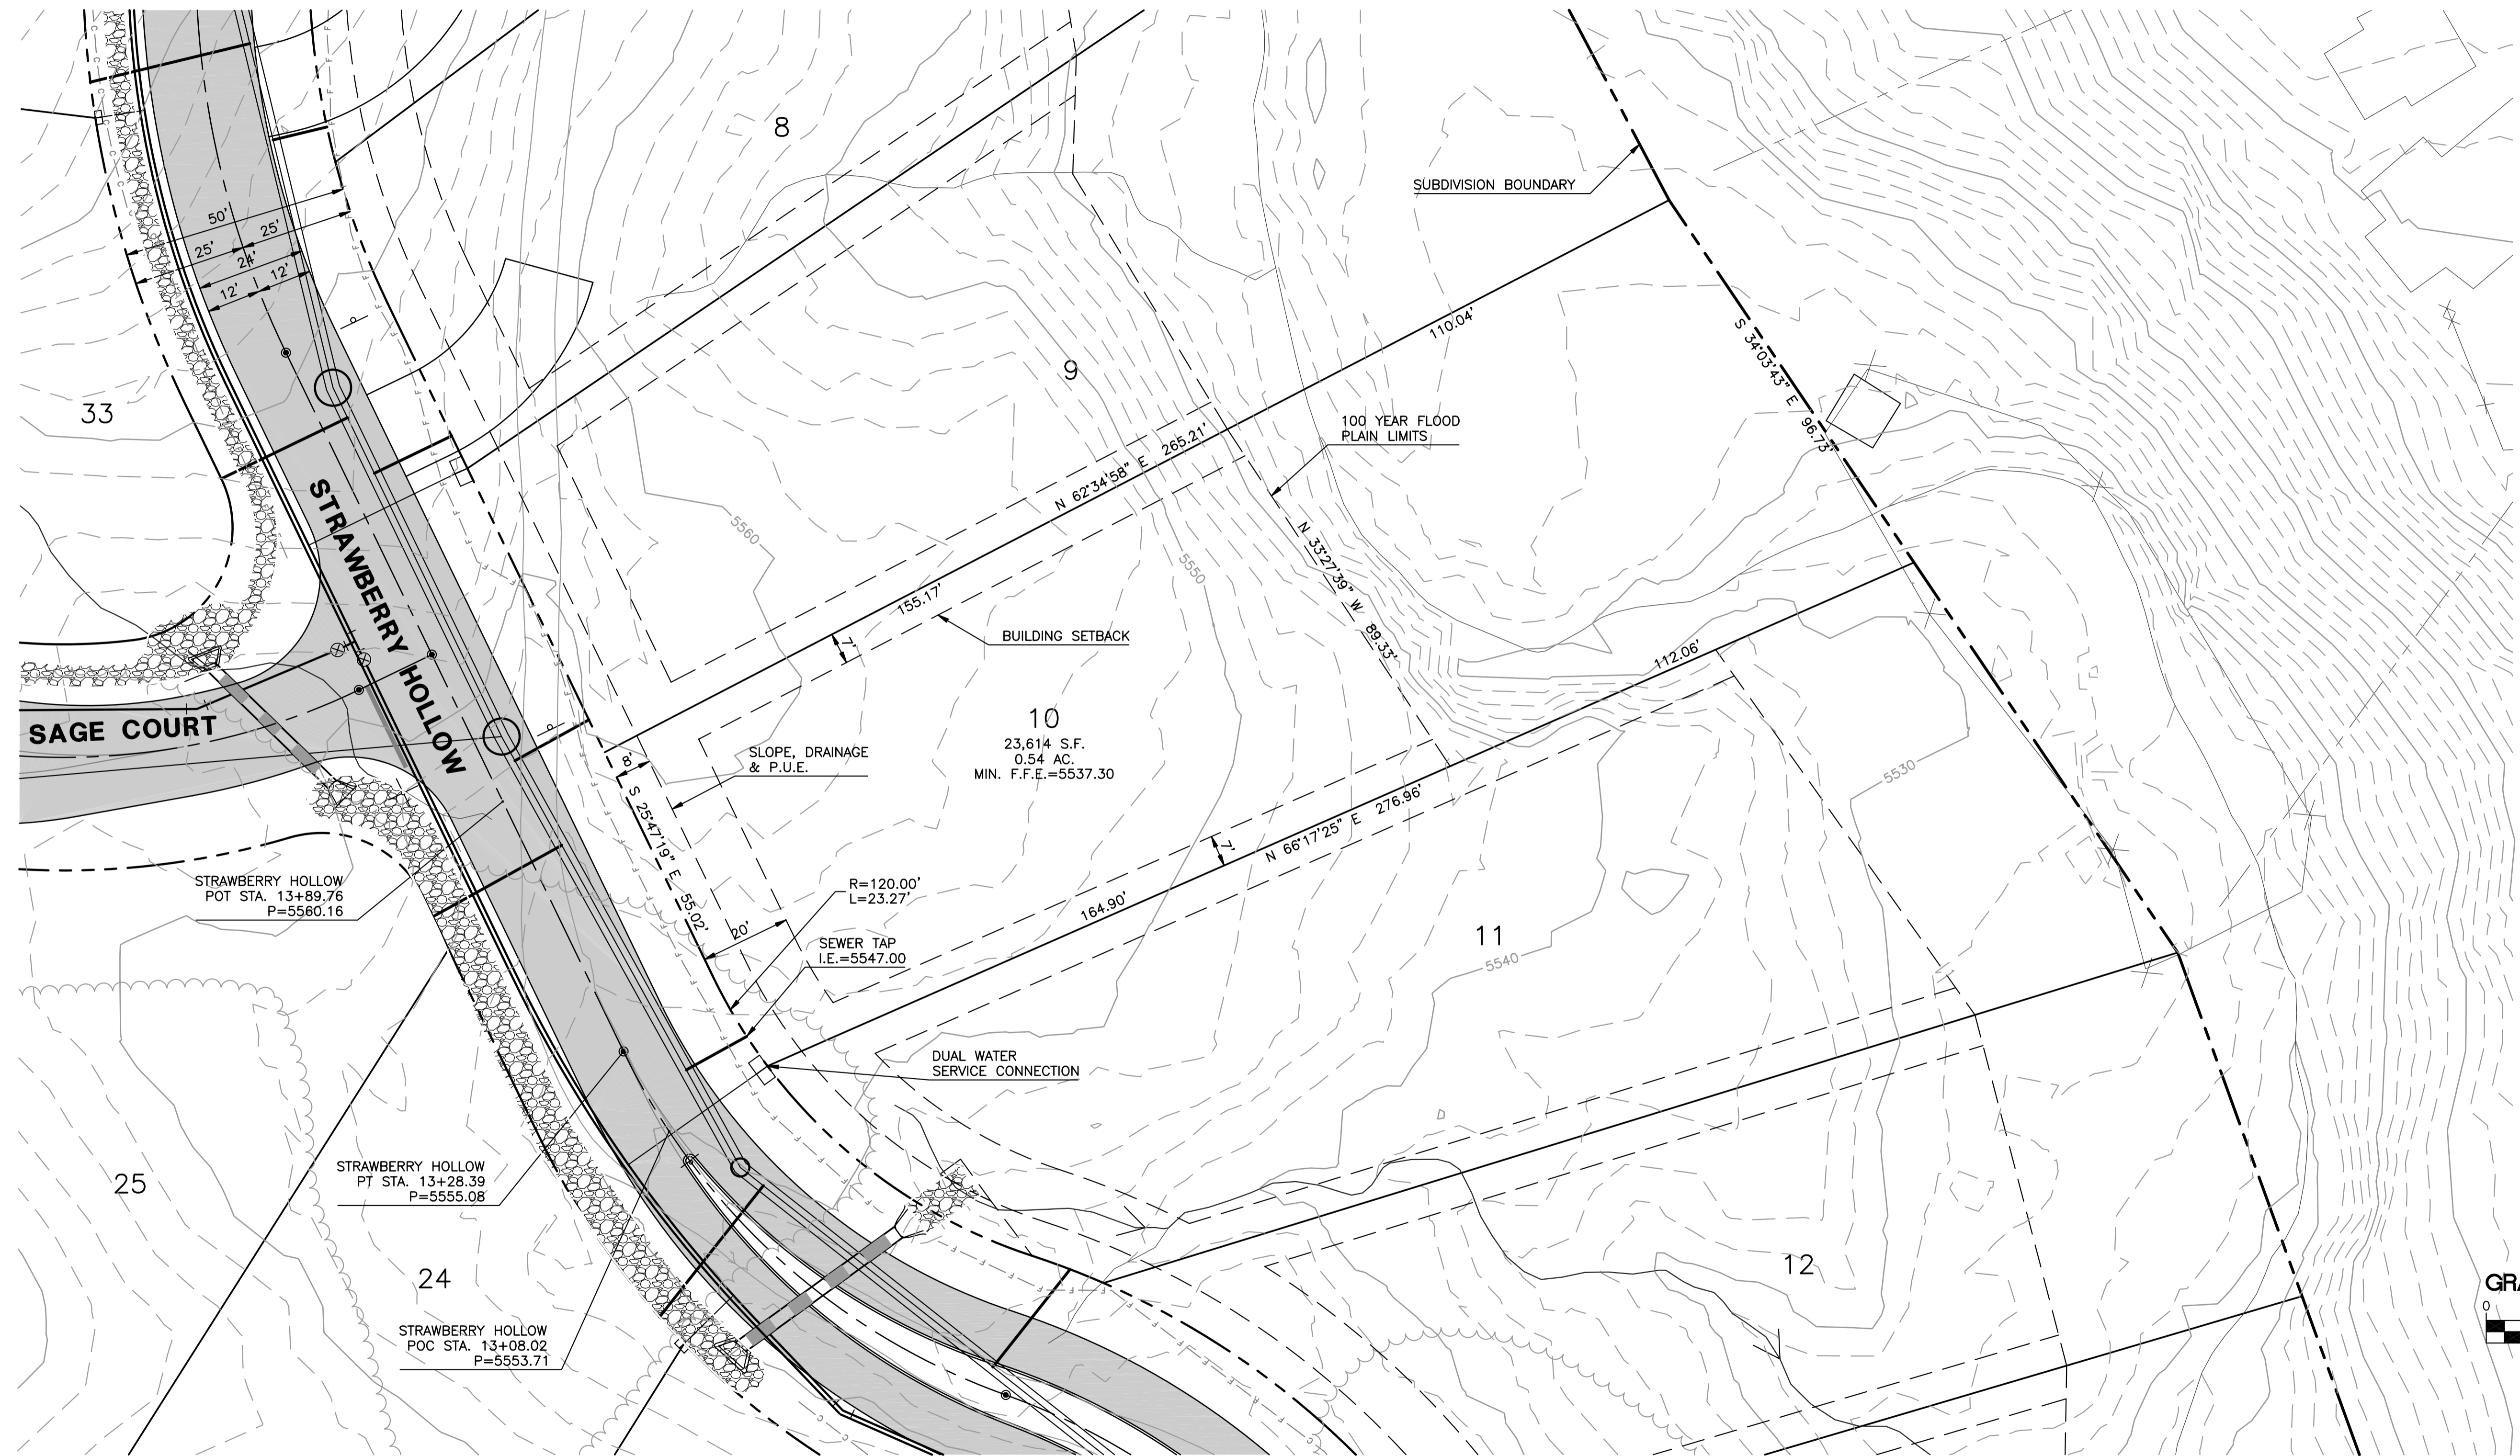 8
SUBDIVISION BOUNDARY
50'
25'
25'
24'
12'
12'
110.04'
S 34°03'43" E 96.73'
9
33
100 YEAR FLOOD
PLAIN LIMITS
N 62°34'58" E 265.21'
STRAWBERRY HOLLOW
5560
5550
N 33°27'39" W 89.33'
155.17'
7'
BUILDING SETBACK
112.06'
SAGE COURT
10
23,614 S.F.
0.54 AC.
MIN. F.F.E.=5537.30
SLOPE, DRAINAGE
& P.U.E.
8'
5530
S 25°47'19" E 55.02'
7'
N 66°17'25" E 276.96'
STRAWBERRY HOLLOW
POT STA. 13+89.76
P=5560.16
R=120.00'
L=23.27'
164.90'
20'
SEWER TAP
I.E.=5547.00
11
5540
DUAL WATER
SERVICE CONNECTION
STRAWBERRY HOLLOW
PT STA. 13+28.39
P=5555.08
25
24
12
GRA
0
STRAWBERRY HOLLOW
POC STA. 13+08.02
P=5553.71